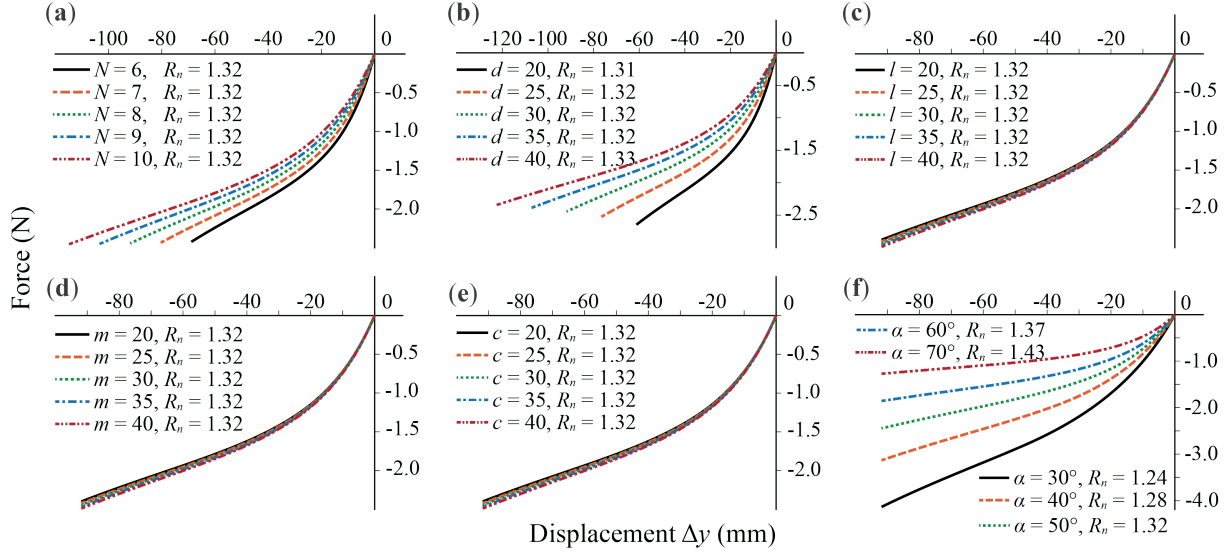 (a)
-100 -80 -60 -40 -20 0
N = 6, Rn = 1.32
N = 7, Rn = 1.32
N = 8, Rn = 1.32
N = 9, Rn = 1.32
N = 10, Rn = 1.32
-0.5
-1.0
-1.5
-2.0
(b)
-120 -100 -80 -60 -40 -20 0
d = 20, Rn = 1.31
d = 25, Rn = 1.32
d = 30, Rn = 1.32
d = 35, Rn = 1.32
d = 40, Rn = 1.33
-0.5
-1.5
-2.5
(c)
-80 -60 -40 -20 0
l = 20, Rn = 1.32
l = 25, Rn = 1.32
l = 30, Rn = 1.32
l = 35, Rn = 1.32
l = 40, Rn = 1.32
-0.5
-1.0
-1.5
-2.0
Force (N)
(d)
-80 -60 -40 -20 0
m = 20, Rn = 1.32
m = 25, Rn = 1.32
m = 30, Rn = 1.32
m = 35, Rn = 1.32
m = 40, Rn = 1.32
-0.5
-1.0
-1.5
-2.0
(e)
-80 -60 -40 -20 0
c = 20, Rn = 1.32
c = 25, Rn = 1.32
c = 30, Rn = 1.32
c = 35, Rn = 1.32
c = 40, Rn = 1.32
-0.5
-1.0
-1.5
-2.0
(f)
-80 -60 -40 -20 0
α = 60°, Rn = 1.37
α = 70°, Rn = 1.43
-1.0
-2.0
-3.0
-4.0
α = 30°, Rn = 1.24
α = 40°, Rn = 1.28
α = 50°, Rn = 1.32
Displacement Δy (mm)